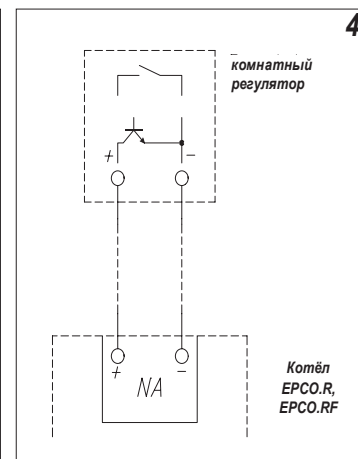 4
комнатный
регулятор
+ −
+ −
NA
Котёл
EPCO.R,
EPCO.RF